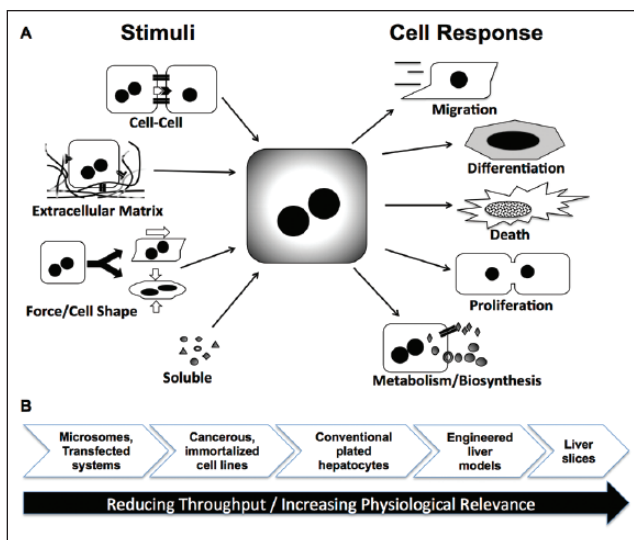 A
Stimuli
Cell Response
Cell-Cell
Migration
Extracellular Matrix
Differentiation
Death
Force/Cell Shape
Proliferation
Soluble
Metabolism/Biosynthesis
B
Microsomes,
Transfected
systems
Cancerous,
immortalized
cell lines
Conventional
plated
hepatocytes
Engineered
liver
models
Liver
slices
Reducing Throughput / Increasing Physiological Relevance